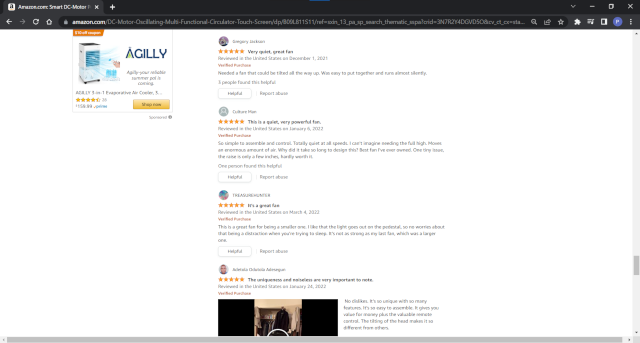 Amazon.com: Smart DC-Motor F
amazon.com/DC-Motor-Oscillating-Multi-Functional-Circulator-Touch-Screen/dp/B09L811S11/ref=sxin_13_pa_sp_search_thematic_sspa?crid=3N7R2Y4DGVD5O&cv_ct_cx=sta...
$10 off coupon
AGILLY
Agilly-your reliable
summer pet is
coming.
AGILLY 3-in-1 Evaporative Air Cooler, 3...
Shop now
Sponsored
Gregory Jackson
Very quiet, great fan
Reviewed in the United States on December 1, 2021
Verified Purchase
Needed a fan that could be tilted all the way up. Was easy to put together and runs almost silently.
3 people found this helpful
Helpful
Report abuse
Culture Man
This is a quiet, very powerful fan.
Reviewed in the United States on January 6, 2022
Verified Purchase
So simple to assemble and control. Totally quiet at all speeds. I can't imagine needing the full high. Moves
an enormous amount of air. Why did it take so long to design this? Best fan I've ever owned. One tiny issue,
the base is only a few inches, hardly worth it.
One person found this helpful
Helpful
Report abuse
TREASUREHUNTER
It's a great fan
Reviewed in the United States on March 4, 2022
Verified Purchase
This is a great fan for being a smaller one. I like that the light goes out on the pedestal, so no worries about
that being a distraction when you're trying to sleep. It's not as strong as my last fan, which was a larger
one.
Helpful
Report abuse
The uniqueness and noiseless are very important to note.
Reviewed in the United States on January 24, 2022
Verified Purchase
No dislikes. It's so unique with so many
features. It's so easy to assemble. It gives you
value for money plus the valuable remote
control. The tilting of the head makes it so
different from others.